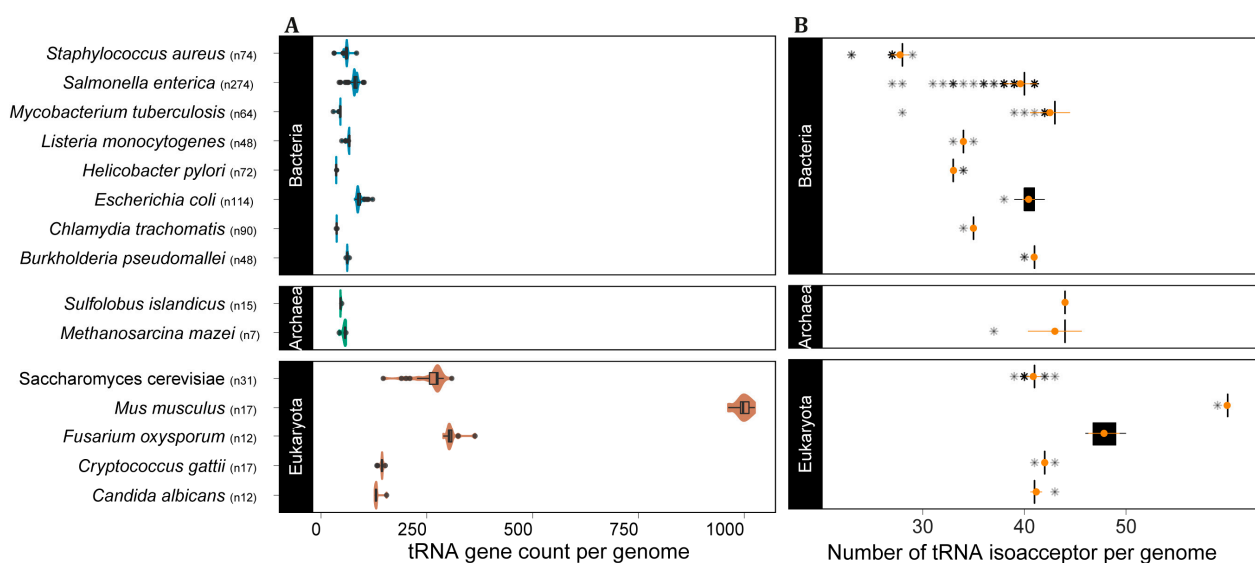 A
B
Staphylococcus aureus (n74)
Salmonella enterica (n274)
Mycobacterium tuberculosis (n64)
Listeria monocytogenes (n48)
Helicobacter pylori (n72)
Escherichia coli (n114)
Chlamydia trachomatis (n90)
Burkholderia pseudomallei (n48)
Bacteria
Bacteria
Sulfolobus islandicus (n15)
Methanosarcina mazei (n7)
Archaea
Archaea
Saccharomyces cerevisiae (n31)
Mus musculus (n17)
Fusarium oxysporum (n12)
Cryptococcus gattii (n17)
Candida albicans (n12)
Eukaryota
Eukaryota
0 250 500 750 1000
30 40 50
tRNA gene count per genome
Number of tRNA isoacceptor per genome